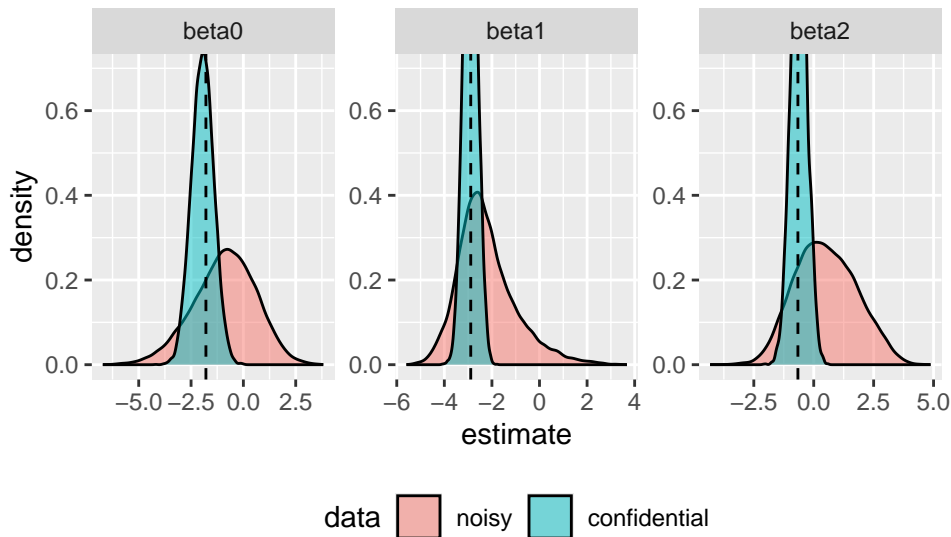 beta0 beta1 beta2
density
0.6 0.6 0.6
0.4 0.4 0.4
0.2 0.2 0.2
0.0 0.0 0.0
−5.0 −2.5 0.0 2.5 −6 −4 −2 0 2 4 −2.5 0.0 2.5 5.0
estimate
data noisy confidential